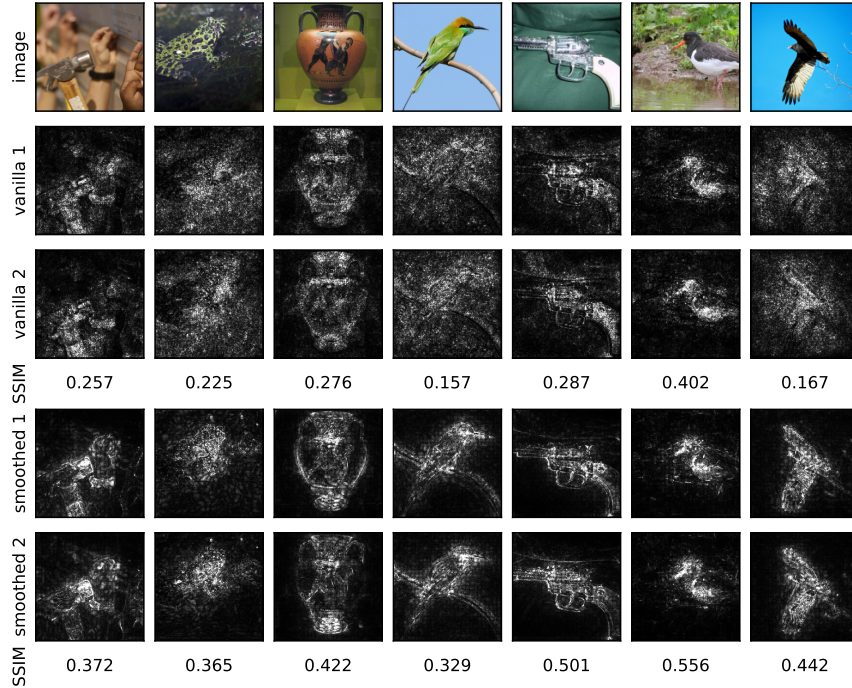 image
vanilla 1
vanilla 2
SSIM 0.257 0.225 0.276 0.157 0.287 0.402 0.167
smoothed 1
smoothed 2
SSIM 0.372 0.365 0.422 0.329 0.501 0.556 0.442